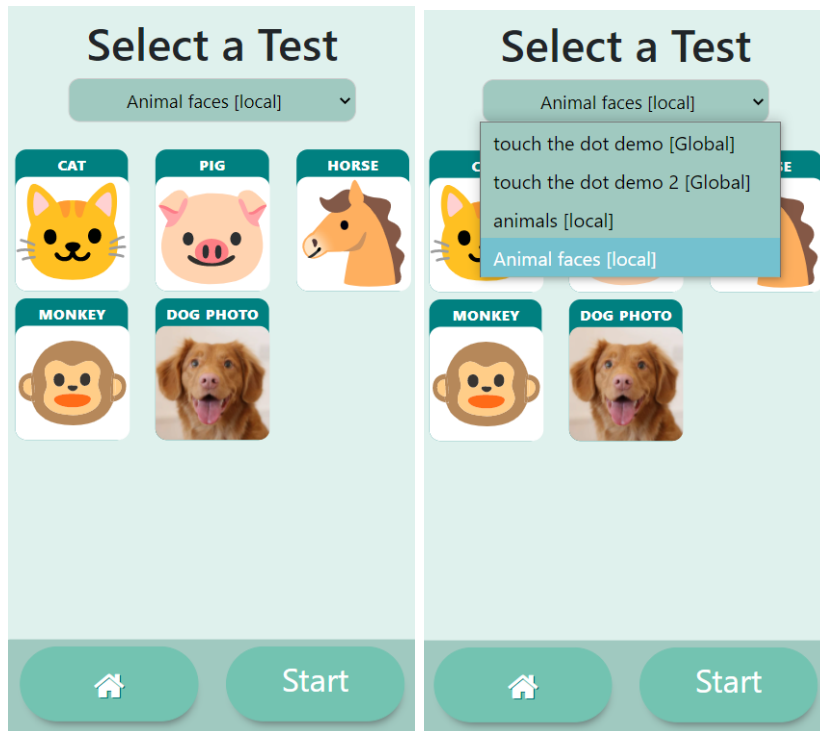 Select a Test
Animal faces [local]
CAT
PIG
HORSE
MONKEY
DOG PHOTO
Start
Select a Test
Animal faces [local]
touch the dot demo [Global]
touch the dot demo 2 [Global]
animals [local]
Animal faces [local]
C
E
MONKEY
DOG PHOTO
Start